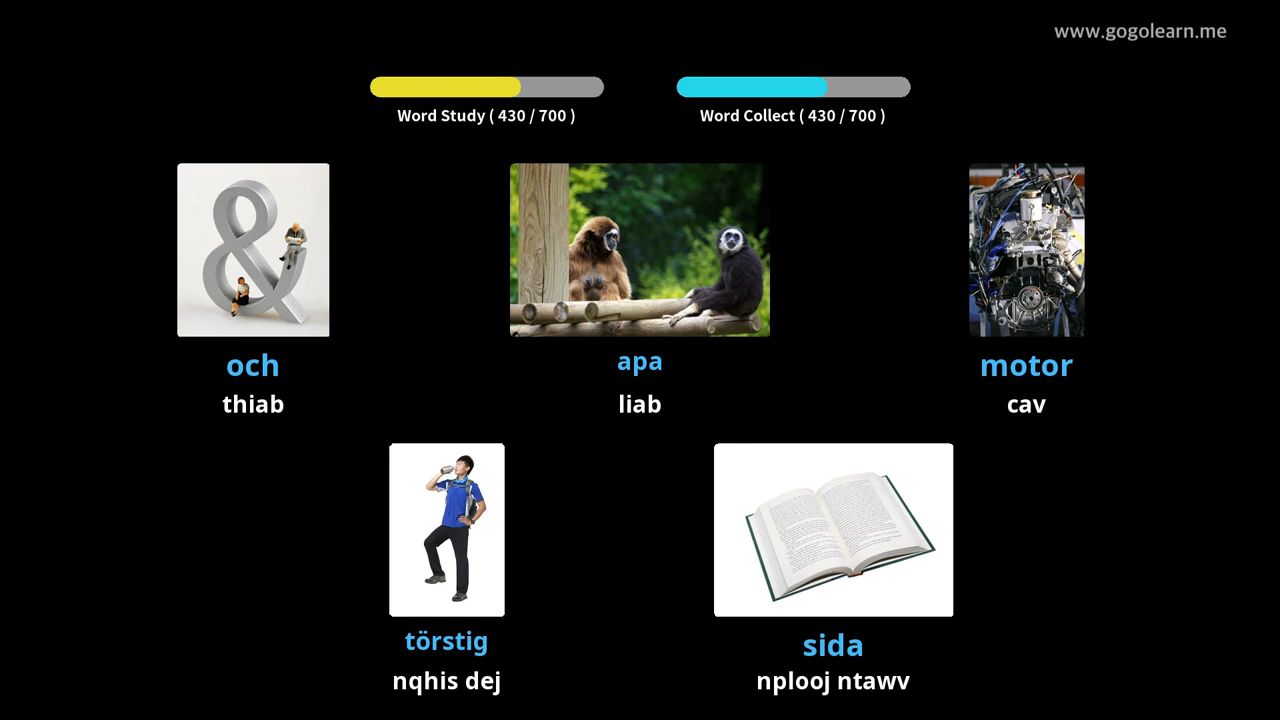 www.gogolearn.me
Word Study ( 430 / 700 )
Word Collect ( 430 / 700 )
&
och
thiab
apa
liab
motor
cav
törstig
nqhis dej
sida
nplooj ntawv